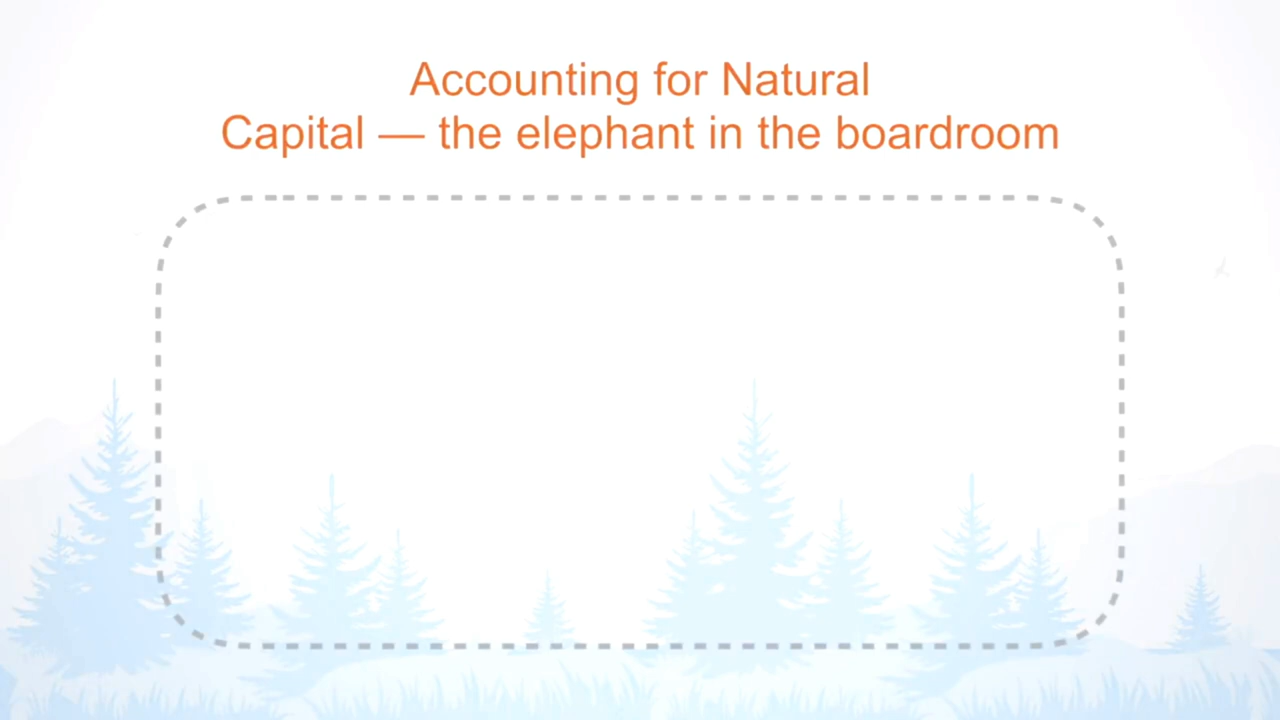 Accounting for Natural
Capital — the elephant in the boardroom